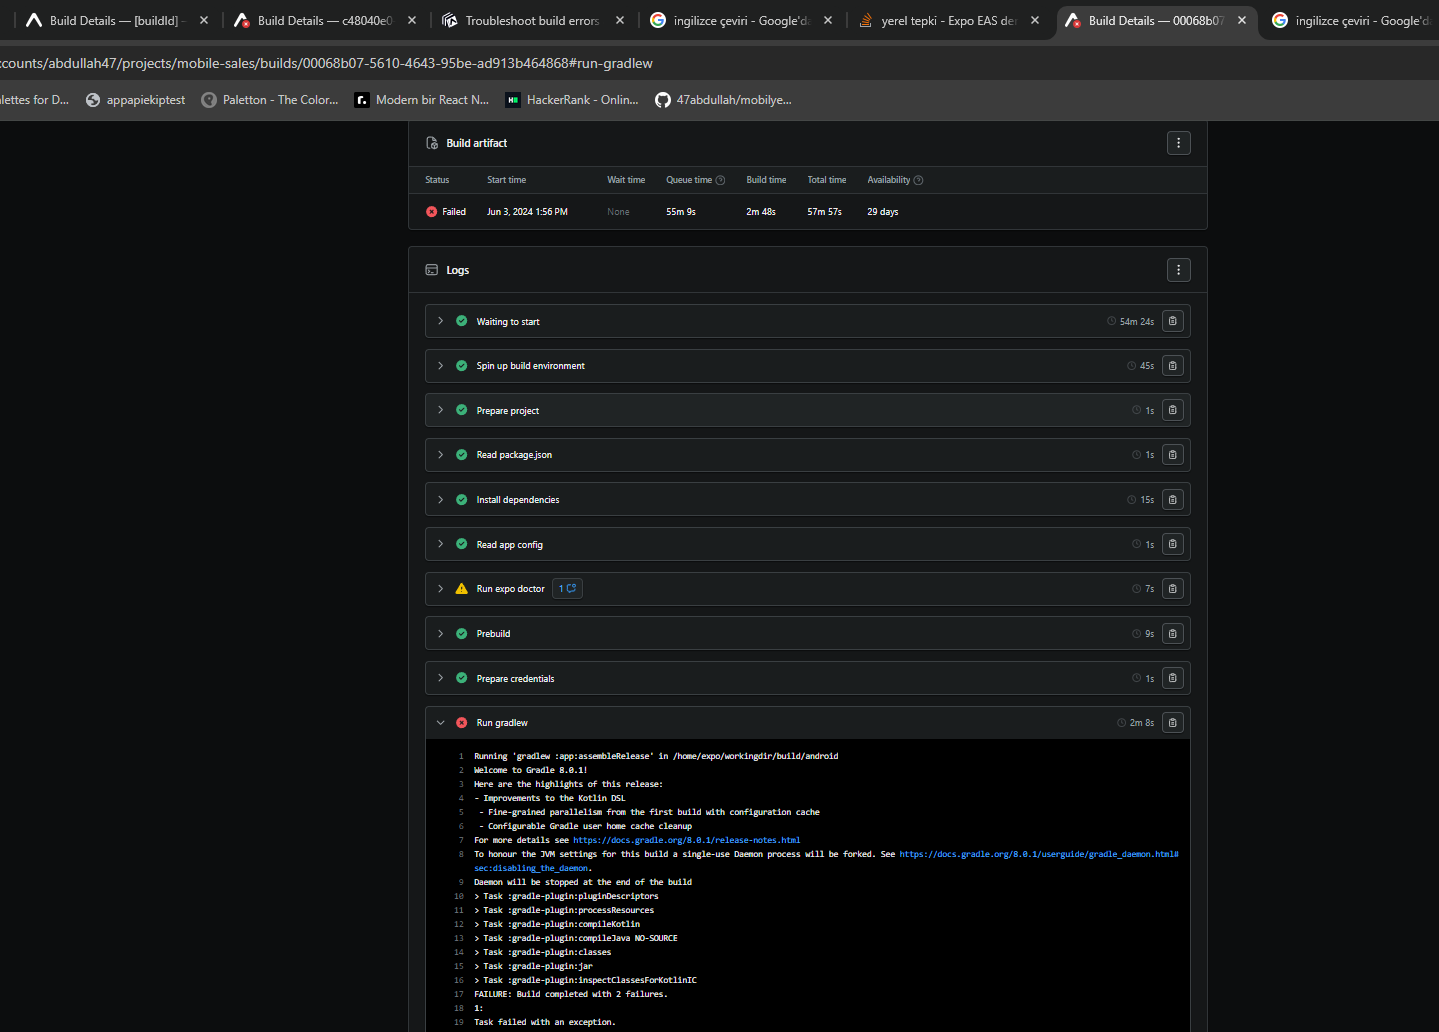 Build Details — [buildId] -
Build Details — c48040e0
Troubleshoot build errors
ingilizce çeviri - Google'da
yerel tepki - Expo EAS der
Build Details — 00068b07
ingilizce çeviri - Google'da
counts/abdullah47/projects/mobile-sales/builds/00068b07-5610-4643-95be-ad913b464868#run-gradlew
lettes for D...
appapiekiptest
Paletton - The Color...
Modern bir React N...
HackerRank - Onlin...
47abdullah/mobilye...
Build artifact
Status Start time Wait time Queue time Build time Total time Availability
Failed Jun 3, 2024 1:56 PM None 55m 9s 2m 48s 57m 57s 29 days
Logs
Waiting to start 54m 24s
Spin up build environment 45s
Prepare project 1s
Read package.json 1s
Install dependencies 15s
Read app config 1s
Run expo doctor 1 7s
Prebuild 9s
Prepare credentials 1s
Run gradlew 2m 8s
1 Running 'gradlew :app:assembleRelease' in /home/expo/workingdir/build/android
2 Welcome to Gradle 8.0.1!
3 Here are the highlights of this release:
4 - Improvements to the Kotlin DSL
5 - Fine-grained parallelism from the first build with configuration cache
6 - Configurable Gradle user home cache cleanup
7 For more details see https://docs.gradle.org/8.0.1/release-notes.html
8 To honour the JVM settings for this build a single-use Daemon process will be forked. See https://docs.gradle.org/8.0.1/userguide/gradle_daemon.html#
sec:disabling_the_daemon.
9 Daemon will be stopped at the end of the build
10 > Task :gradle-plugin:pluginDescriptors
11 > Task :gradle-plugin:processResources
12 > Task :gradle-plugin:compileKotlin
13 > Task :gradle-plugin:compileJava NO-SOURCE
14 > Task :gradle-plugin:classes
15 > Task :gradle-plugin:jar
16 > Task :gradle-plugin:inspectClassesForKotlinIC
17 FAILURE: Build completed with 2 failures.
18 1:
19 Task failed with an exception.